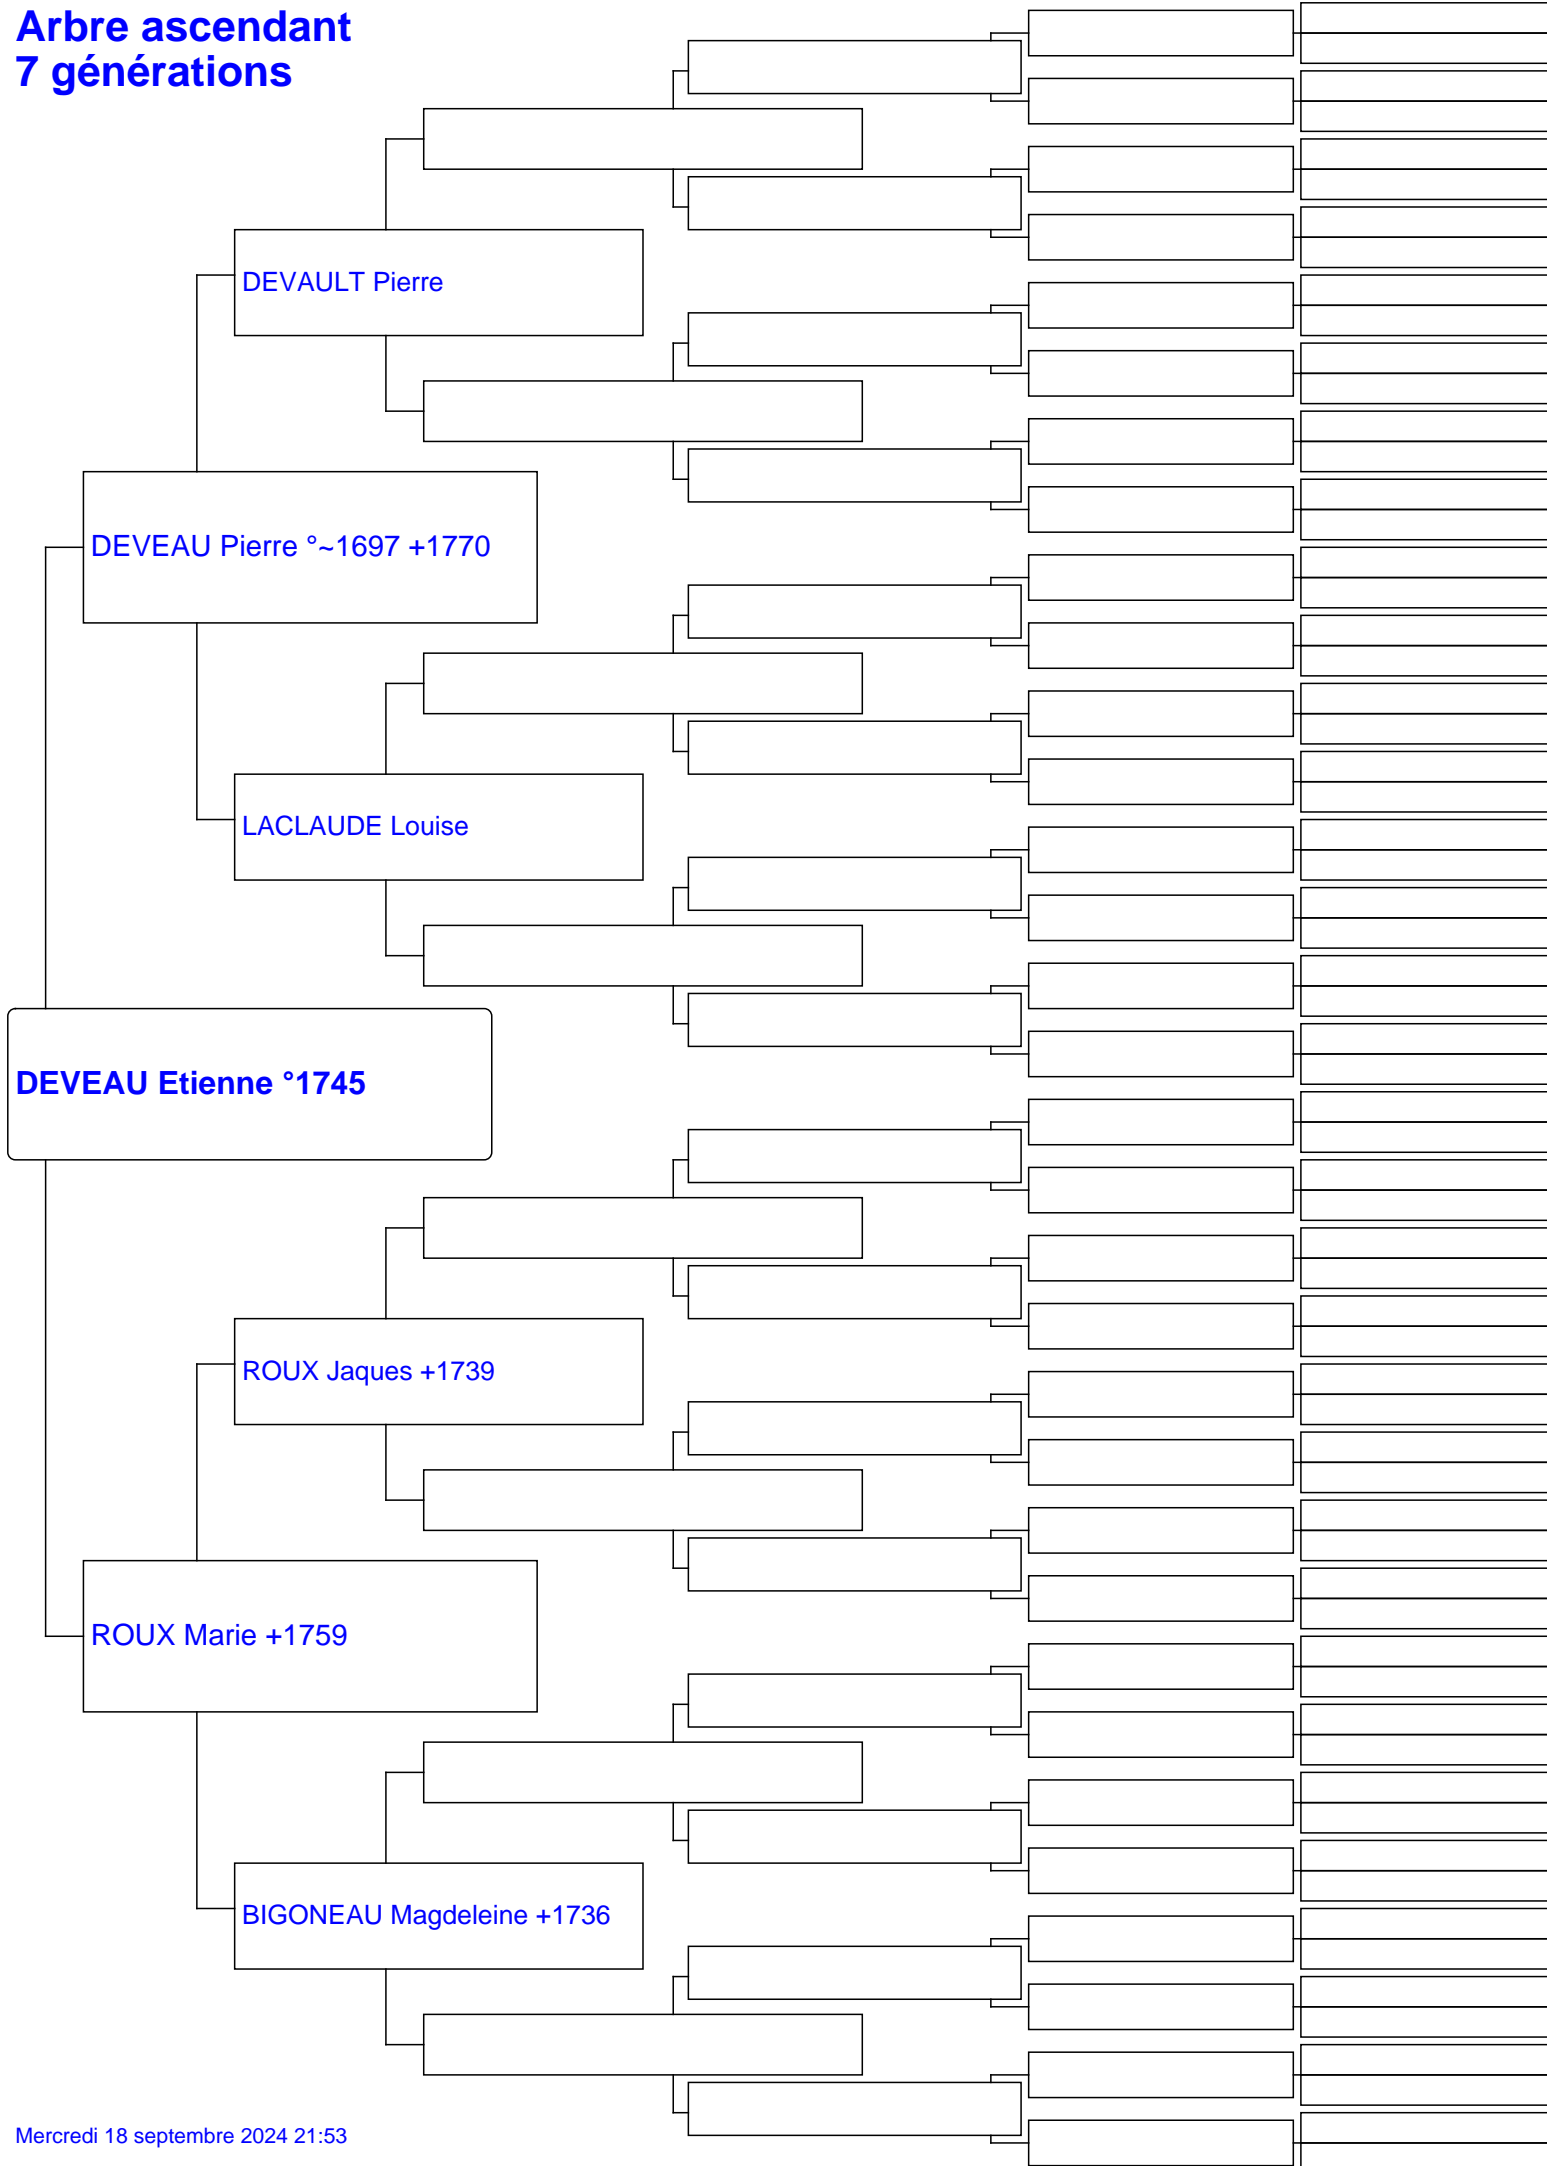 Arbre ascendant
7 générations
DEVAULT Pierre
DEVEAU Pierre °~1697 +1770
LACLAUDE Louise
DEVEAU Etienne °1745
ROUX Jaques +1739
ROUX Marie +1759
BIGONEAU Magdeleine +1736
Mercredi 18 septembre 2024 21:53